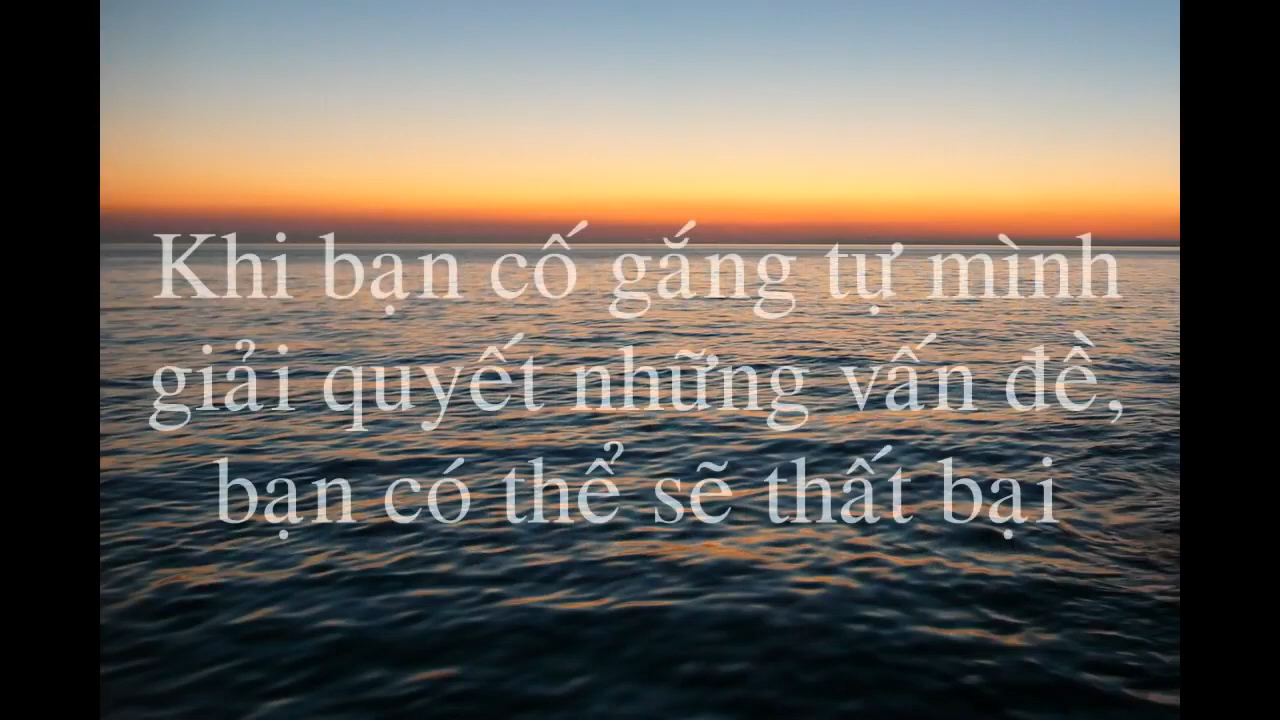 Khi bạn cố gắng tự mình
giải quyết những vấn đề,
bạn có thể sẽ thất bại